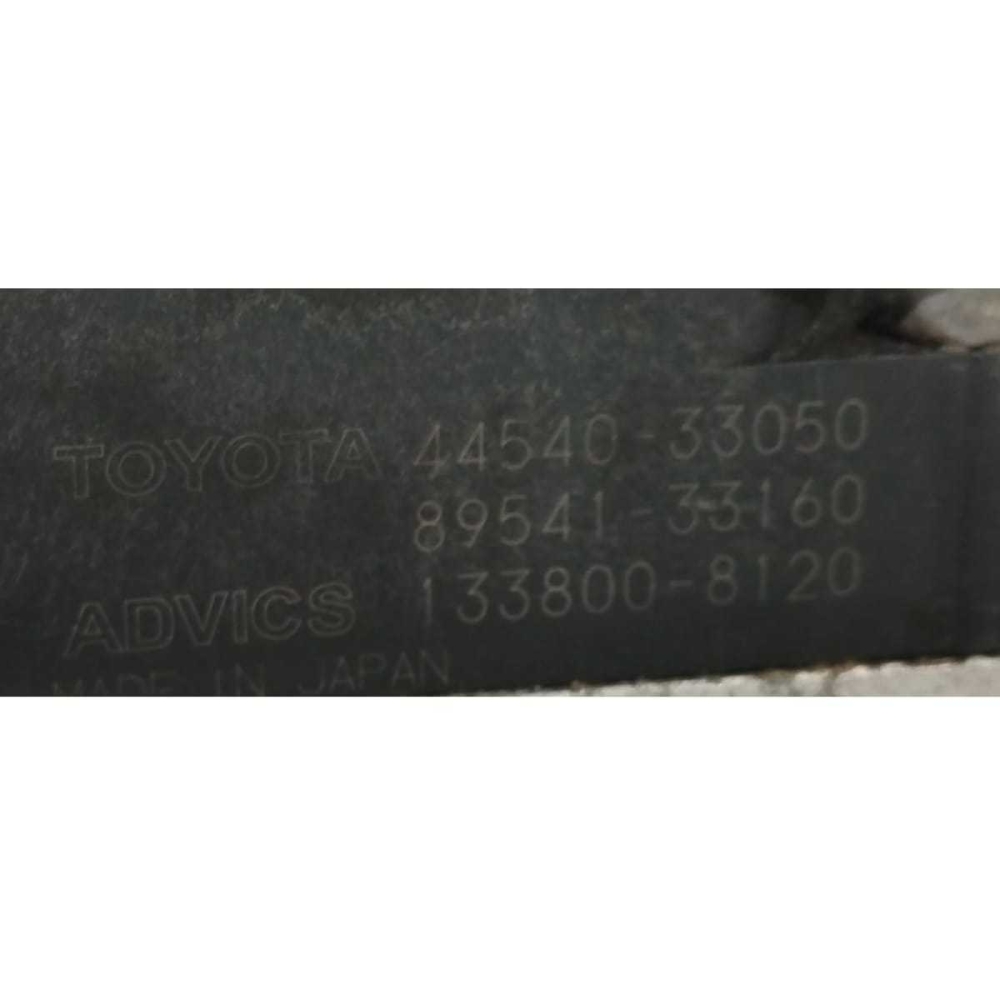 TOYOTA 44540-33050
89541-33160
ADVICS 133800-8120
MADE IN JAPAN